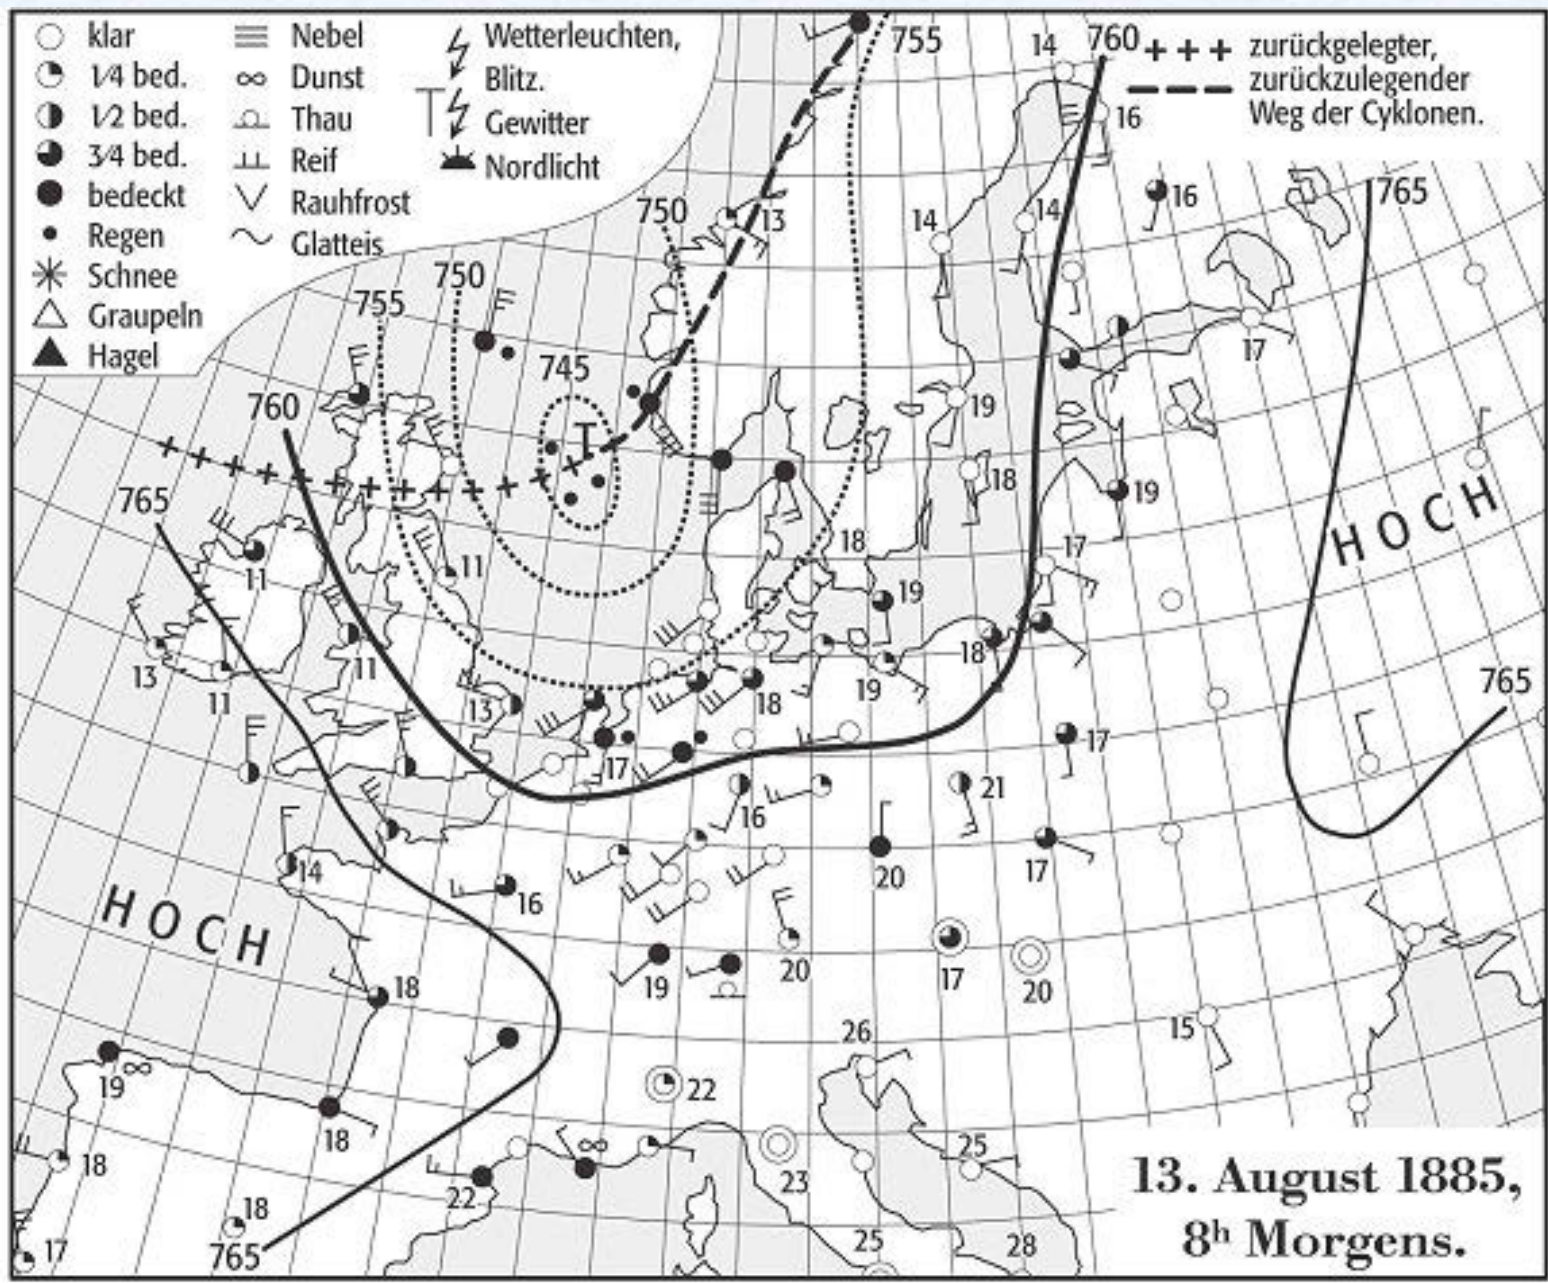 klar
1/4 bed.
1/2 bed.
3/4 bed.
bedeckt
Regen
Schnee
Graupeln
Hagel
Nebel
Dunst
Thau
Reif
Rauhfrost
Glatteis
Wetterleuchten,
Blitz.
Gewitter
Nordlicht
zurückgelegter,
zurückzulegender
Weg der Cyklonen.
755
14
760
16
16
765
750
13
14
14
750
755
745
17
760
19
765
18
19
HOCH
11
11
18
17
19
13
11
11
18
13
18
19
765
17
17
16
21
14
16
20
17
HOCH
18
19
20
17
20
26
15
19
22
18
18
22
23
25
18
17
765
25
28
13. August 1885,
8h Morgens.